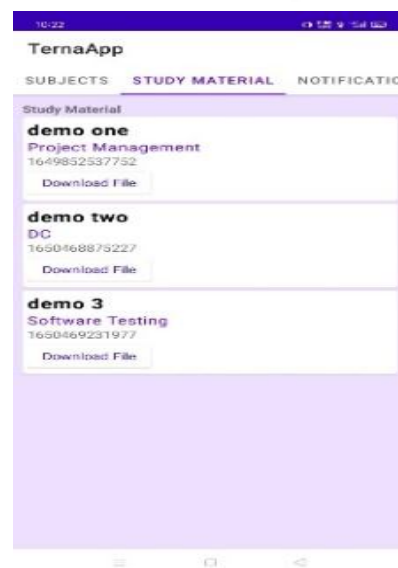 10:22
TernaApp
SUBJECTS STUDY MATERIAL NOTIFICATIO
Study Material
demo one
Project Management
1649852537752
Download File
demo two
DC
1650468875227
Download File
demo 3
Software Testing
1650469231977
Download File